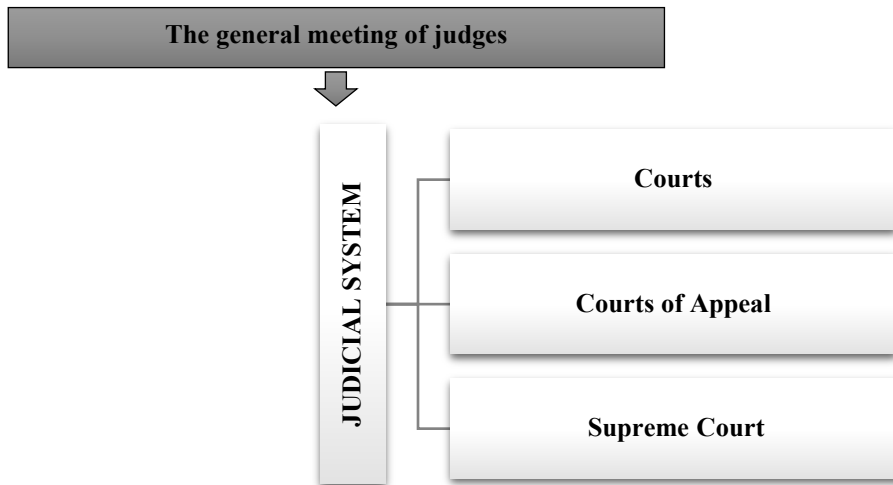 The general meeting of judges
JUDICIAL SYSTEM
Courts
Courts of Appeal
Supreme Court